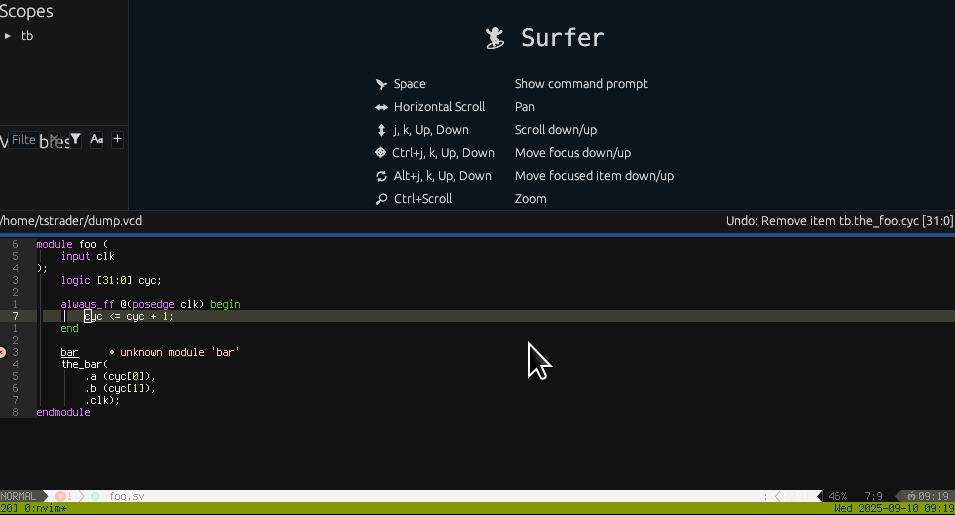 Scopes
tb
Variables
Filte
Aa
+
Surfer
Space Show command prompt
Horizontal Scroll Pan
j, k, Up, Down Scroll down/up
Ctrl+j, k, Up, Down Move focus down/up
Alt+j, k, Up, Down Move focused item down/up
Ctrl+Scroll Zoom
/home/tstrader/dump.vcd Undo: Remove item tb.the_foo.cyc [31:0]
6 module foo (
5 input clk
4 );
3 logic [31:0] cyc;
2
1 always_ff @(posedge clk) begin
7 cyc <= cyc + 1;
1 end
2
3 bar • unknown module 'bar'
4 the_bar(
5 .a (cyc[0]),
6 .b (cyc[1]),
7 .clk);
8 endmodule
NORMAL 1 foo.sv : 46% 7:9 09:19
20] 0:nvim* Wed 2025-09-10 09:19